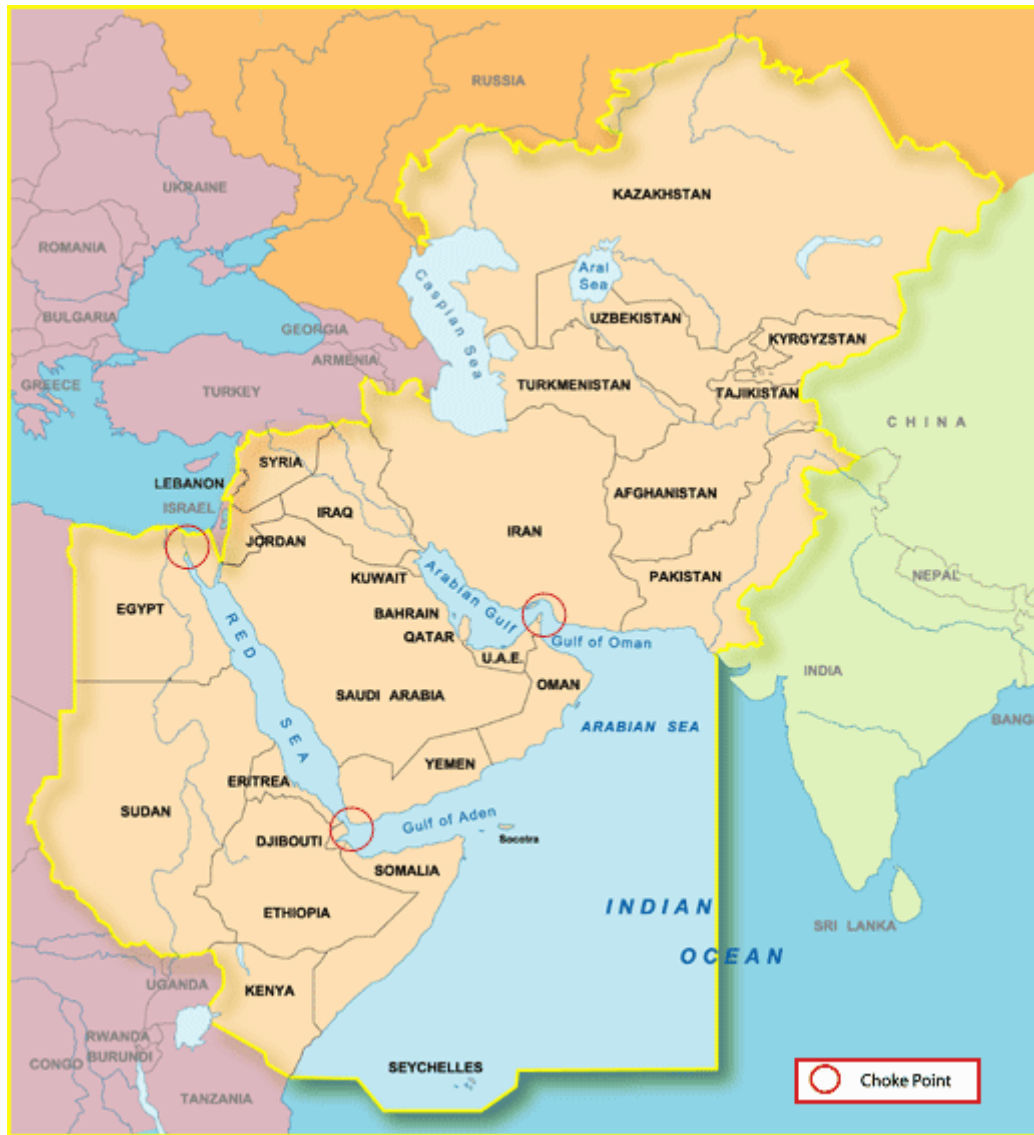 RUSSIA
UKRAINE
KAZAKHSTAN
ROMANIA
Caspian Sea
Aral
Sea
BULGARIA
GEORGIA
UZBEKISTAN
KYRGYZSTAN
ARMENIA
GREECE
TURKEY
TURKMENISTAN
TAJIKISTAN
CHINA
SYRIA
LEBANON
AFGHANISTAN
ISRAEL
IRAQ
IRAN
JORDAN
KUWAIT
Arabian Gulf
PAKISTAN
NEPAL
EGYPT
RED
BAHRAIN
QATAR
Gulf of Oman
U.A.E.
INDIA
SAUDI ARABIA
OMAN
SEA
ARABIAN SEA
BANG
YEMEN
ERITREA
SUDAN
Gulf of Aden
DJIBOUTI
Socotra
SOMALIA
ETHIOPIA
INDIAN
OCEAN
SRI LANKA
UGANDA
KENYA
RWANDA
BURUNDI
CONGO
SEYCHELLES
TANZANIA
Choke Point